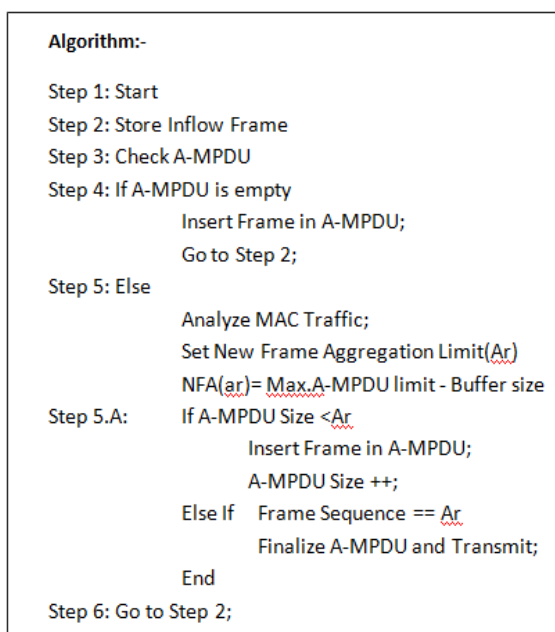 Algorithm:-
Step 1: Start
Step 2: Store Inflow Frame
Step 3: Check A-MPDU
Step 4: If A-MPDU is empty
Insert Frame in A-MPDU;
Go to Step 2;
Step 5: Else
Analyze MAC Traffic;
Set New Frame Aggregation Limit(Ar)
NFA(ar)= Max.A-MPDU limit - Buffer size
Step 5.A: If A-MPDU Size <Ar
Insert Frame in A-MPDU;
A-MPDU Size ++;
Else If Frame Sequence == Ar
Finalize A-MPDU and Transmit;
End
Step 6: Go to Step 2;